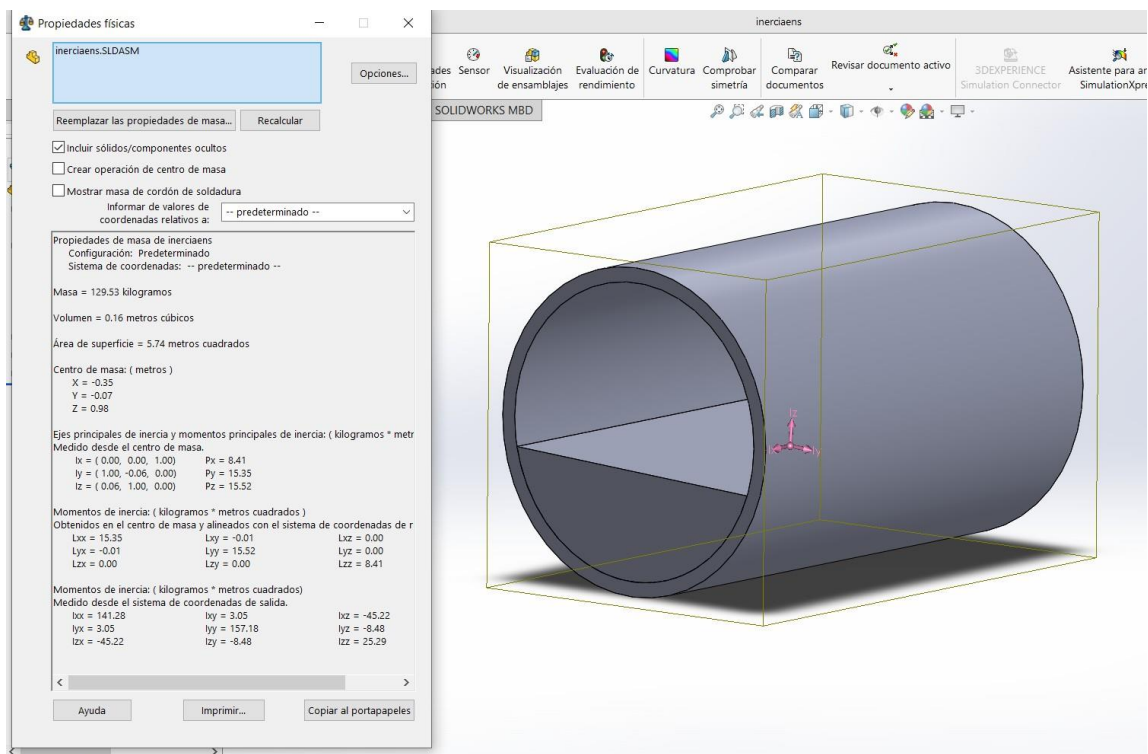 Propiedades físicas
inerciaens.SLDASM
Opciones...
Reemplazar las propiedades de masa...
Recalcular
Incluir sólidos/componentes ocultos
Crear operación de centro de masa
Mostrar masa de cordón de soldadura
Informar de valores de
coordenadas relativos a:
-- predeterminado --
Propiedades de masa de inerciaens
Configuración: Predeterminado
Sistema de coordenadas: -- predeterminado --
Masa = 129.53 kilogramos
Volumen = 0.16 metros cúbicos
Área de superficie = 5.74 metros cuadrados
Centro de masa: ( metros )
X = -0.35
Y = -0.07
Z = 0.98
Ejes principales de inercia y momentos principales de inercia: ( kilogramos * metr
Medido desde el centro de masa.
Ix = ( 0.00, 0.00, 1.00) Px = 8.41
Iy = ( 1.00, -0.06, 0.00) Py = 15.35
Iz = ( 0.06, 1.00, 0.00) Pz = 15.52
Momentos de inercia: ( kilogramos * metros cuadrados )
Obtenidos en el centro de masa y alineados con el sistema de coordenadas de r
Lxx = 15.35 Lxy = -0.01 Lxz = 0.00
Lyx = -0.01 Lyy = 15.52 Lyz = 0.00
Lzx = 0.00 Lzy = 0.00 Lzz = 8.41
Momentos de inercia: ( kilogramos * metros cuadrados)
Medido desde el sistema de coordenadas de salida.
Ixx = 141.28 Ixy = 3.05 Ixz = -45.22
Iyx = 3.05 Iyy = 157.18 Iyz = -8.48
Izx = -45.22 Izy = -8.48 Izz = 25.29
Ayuda
Imprimir...
Copiar al portapapeles
inerciaens
ades
ión
Sensor
Visualización
de ensamblajes
Evaluación de
rendimiento
Curvatura
Comprobar
simetría
Comparar
documentos
Revisar documento activo
3DEXPERIENCE
Simulation Connector
Asistente para ar
SimulationXpre
SOLIDWORKS MBD
Iz
Iy